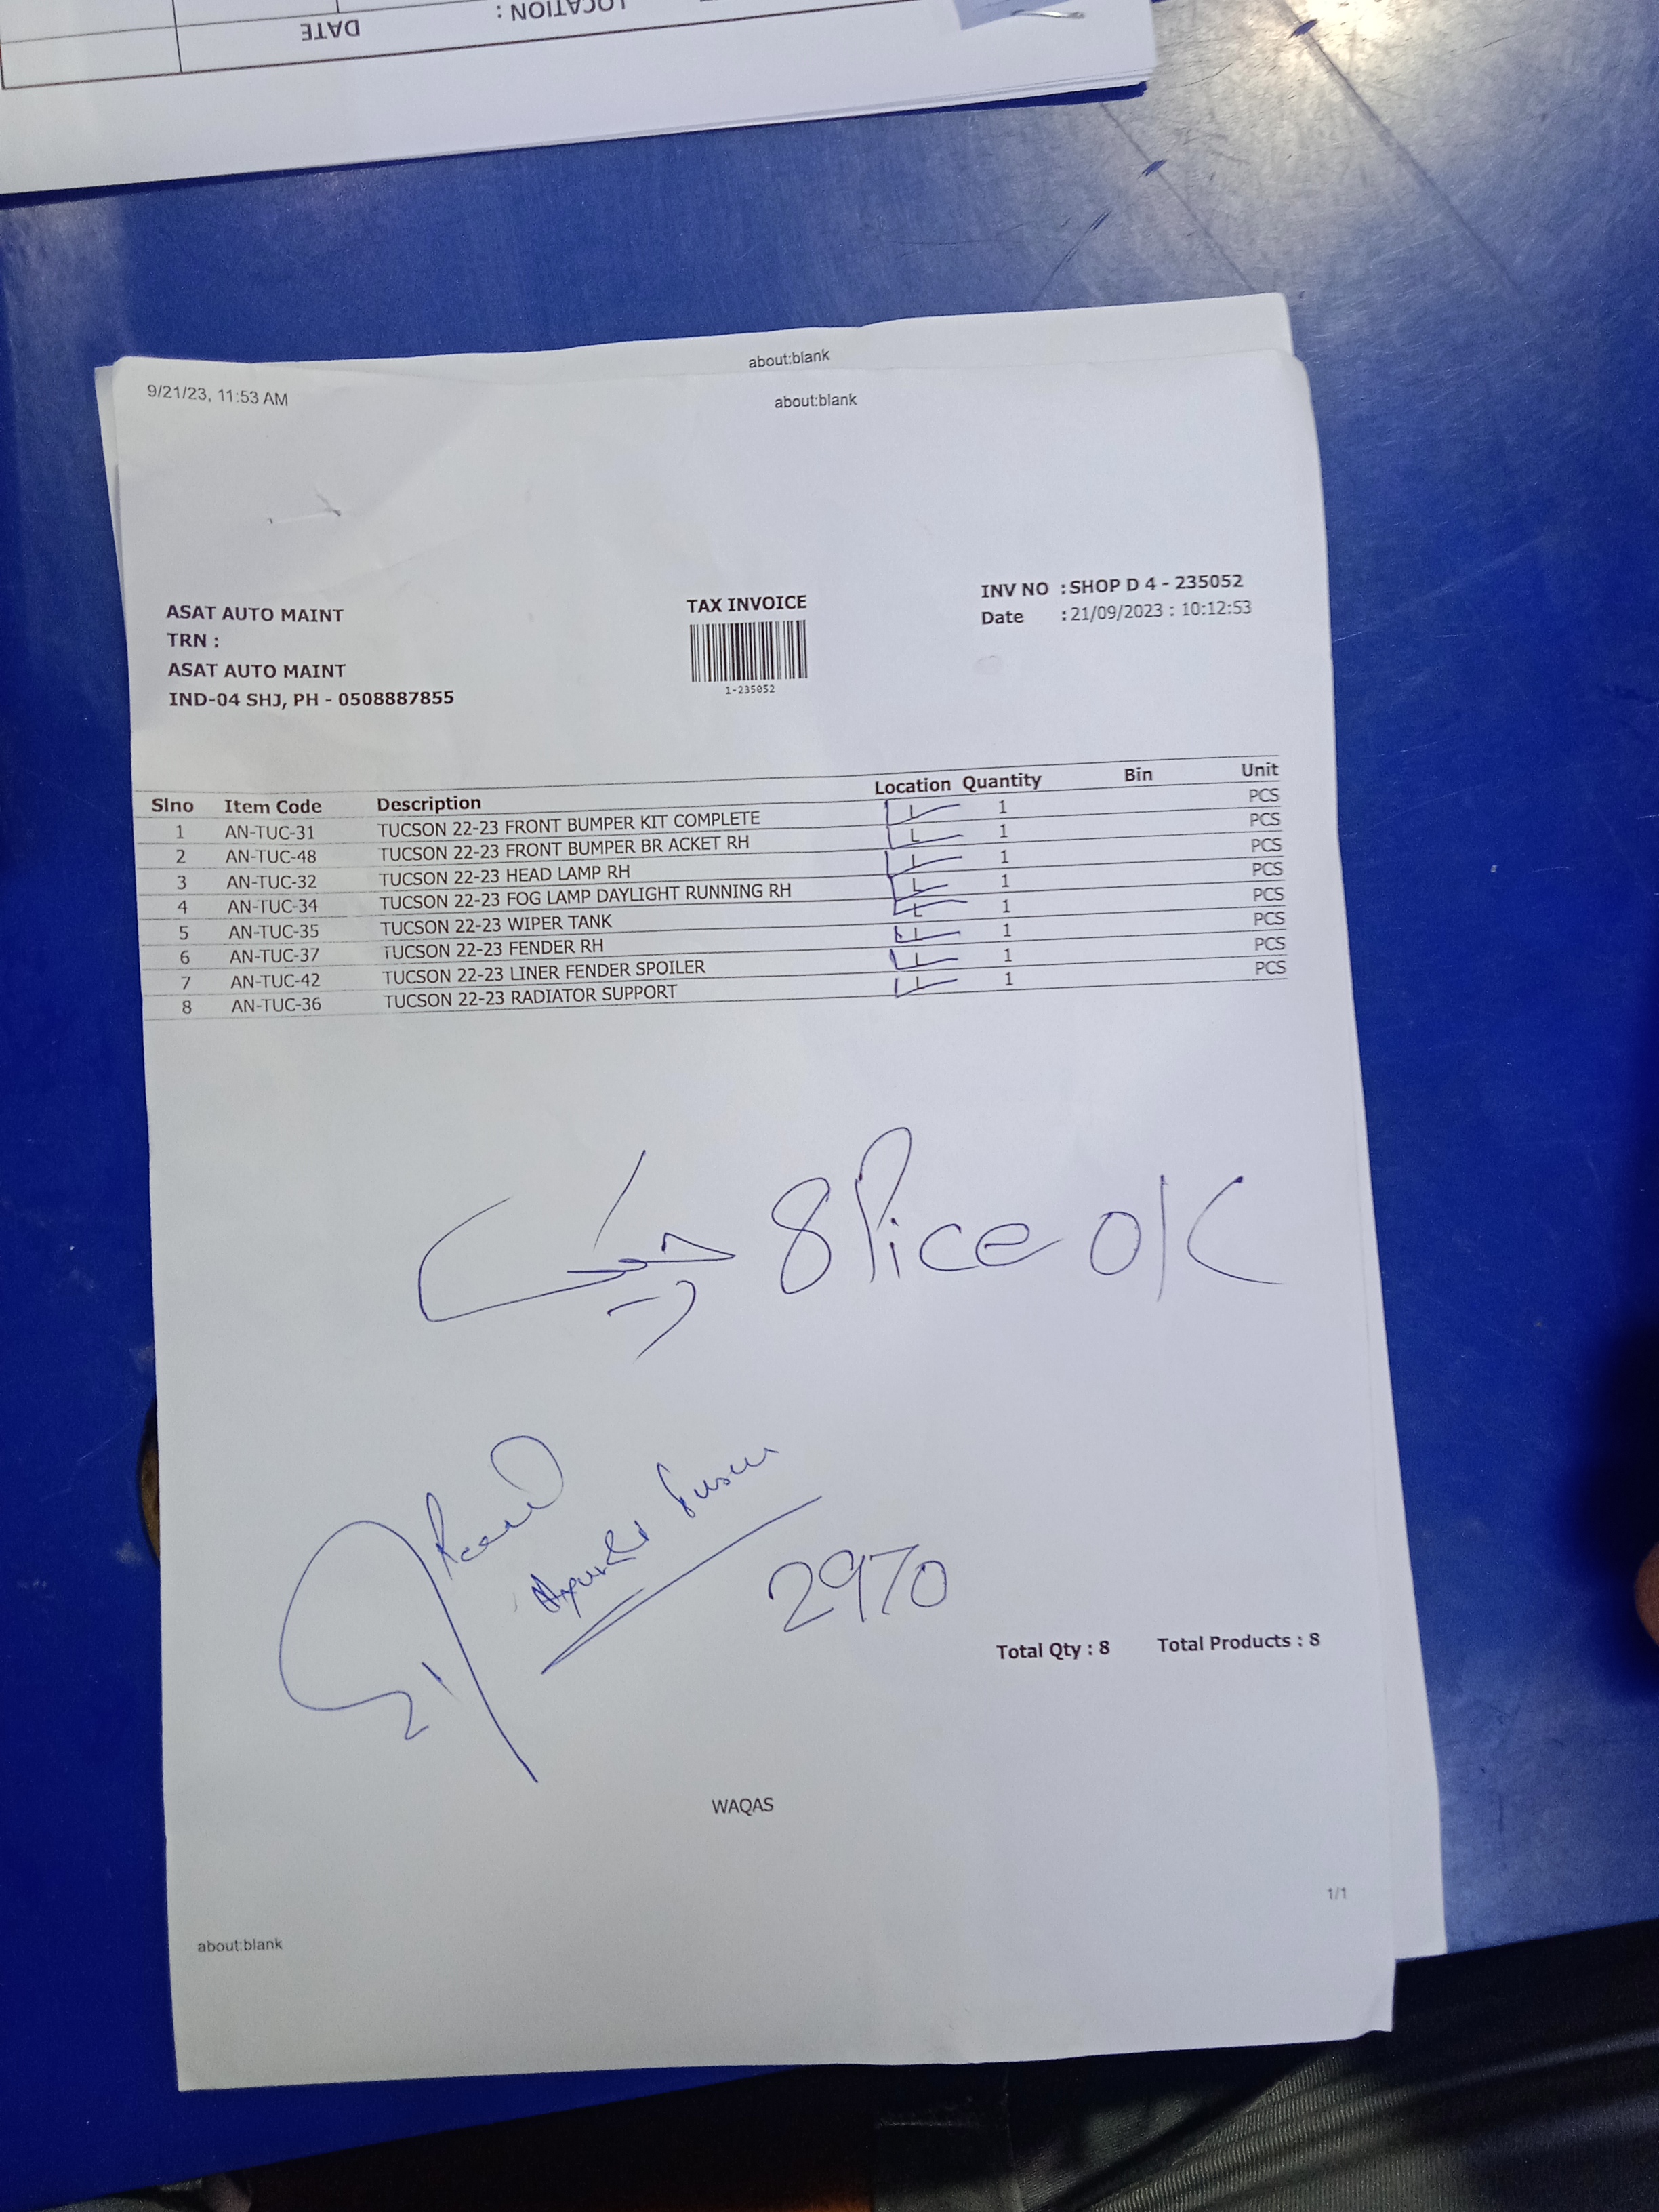 LOCATION :
DATE
about:blank
9/21/23, 11:53 AM
about:blank
ASAT AUTO MAINT
TRN :
ASAT AUTO MAINT
IND-04 SHJ, PH - 0508887855
TAX INVOICE
1-235052
INV NO : SHOP D 4 - 235052
Date : 21/09/2023 : 10:12:53
Slno Item Code Description Location Quantity Bin Unit
1 AN-TUC-31 TUCSON 22-23 FRONT BUMPER KIT COMPLETE L 1 PCS
2 AN-TUC-48 TUCSON 22-23 FRONT BUMPER BR ACKET RH L 1 PCS
3 AN-TUC-32 TUCSON 22-23 HEAD LAMP RH L 1 PCS
4 AN-TUC-34 TUCSON 22-23 FOG LAMP DAYLIGHT RUNNING RH L 1 PCS
5 AN-TUC-35 TUCSON 22-23 WIPER TANK L 1 PCS
6 AN-TUC-37 TUCSON 22-23 FENDER RH L 1 PCS
7 AN-TUC-42 TUCSON 22-23 LINER FENDER SPOILER L 1 PCS
8 AN-TUC-36 TUCSON 22-23 RADIATOR SUPPORT L 1 PCS
8 Pice OK
2970
Total Qty : 8 Total Products : 8
WAQAS
1/1
about:blank